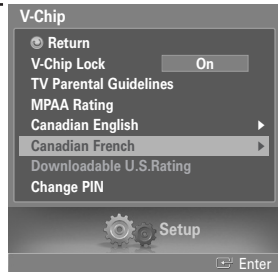 V-Chip
Return
V-Chip Lock On
TV Parental Guidelines
MPAA Rating
Canadian English
Canadian French
Downloadable U.S.Rating
Change PIN
Setup
Enter